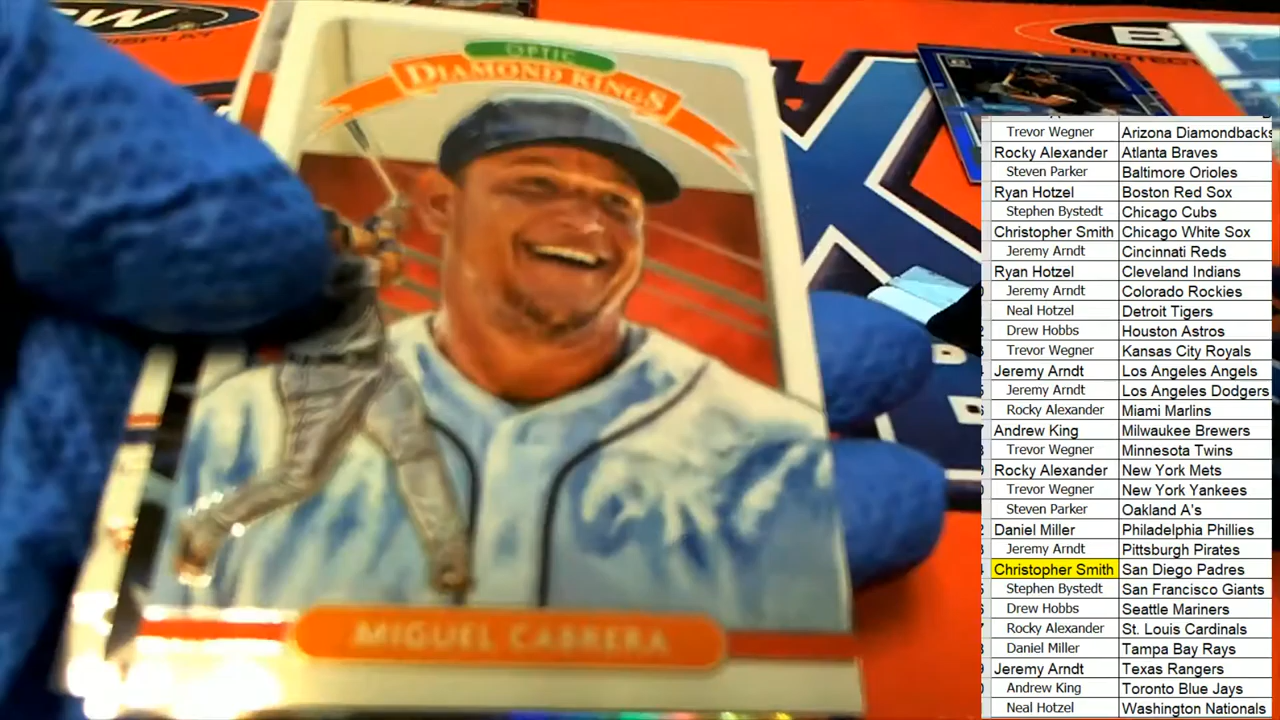 OPTIC
DIAMOND KINGS
MIGUEL CABRERA
Trevor Wegner Arizona Diamondbacks
Rocky Alexander Atlanta Braves
Steven Parker Baltimore Orioles
Ryan Hotzel Boston Red Sox
Stephen Bystedt Chicago Cubs
Christopher Smith Chicago White Sox
Jeremy Arndt Cincinnati Reds
Ryan Hotzel Cleveland Indians
Jeremy Arndt Colorado Rockies
Neal Hotzel Detroit Tigers
Drew Hobbs Houston Astros
Trevor Wegner Kansas City Royals
Jeremy Arndt Los Angeles Angels
Jeremy Arndt Los Angeles Dodgers
Rocky Alexander Miami Marlins
Andrew King Milwaukee Brewers
Trevor Wegner Minnesota Twins
Rocky Alexander New York Mets
Trevor Wegner New York Yankees
Steven Parker Oakland A's
Daniel Miller Philadelphia Phillies
Jeremy Arndt Pittsburgh Pirates
Christopher Smith San Diego Padres
Stephen Bystedt San Francisco Giants
Drew Hobbs Seattle Mariners
Rocky Alexander St. Louis Cardinals
Daniel Miller Tampa Bay Rays
Jeremy Arndt Texas Rangers
Andrew King Toronto Blue Jays
Neal Hotzel Washington Nationals